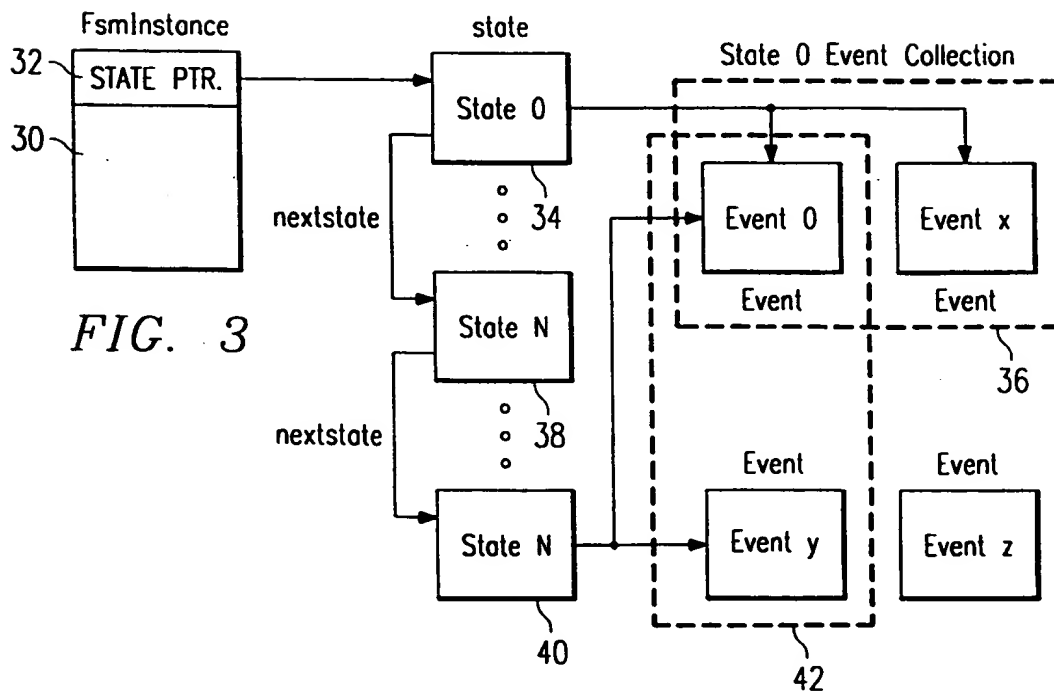 FsmInstance
state
State 0 Event Collection
32
STATE PTR.
State 0
30
34
Event 0
Event x
nextstate
Event
Event
FIG. 3
State N
36
38
nextstate
Event
Event
State N
Event y
Event z
40
42